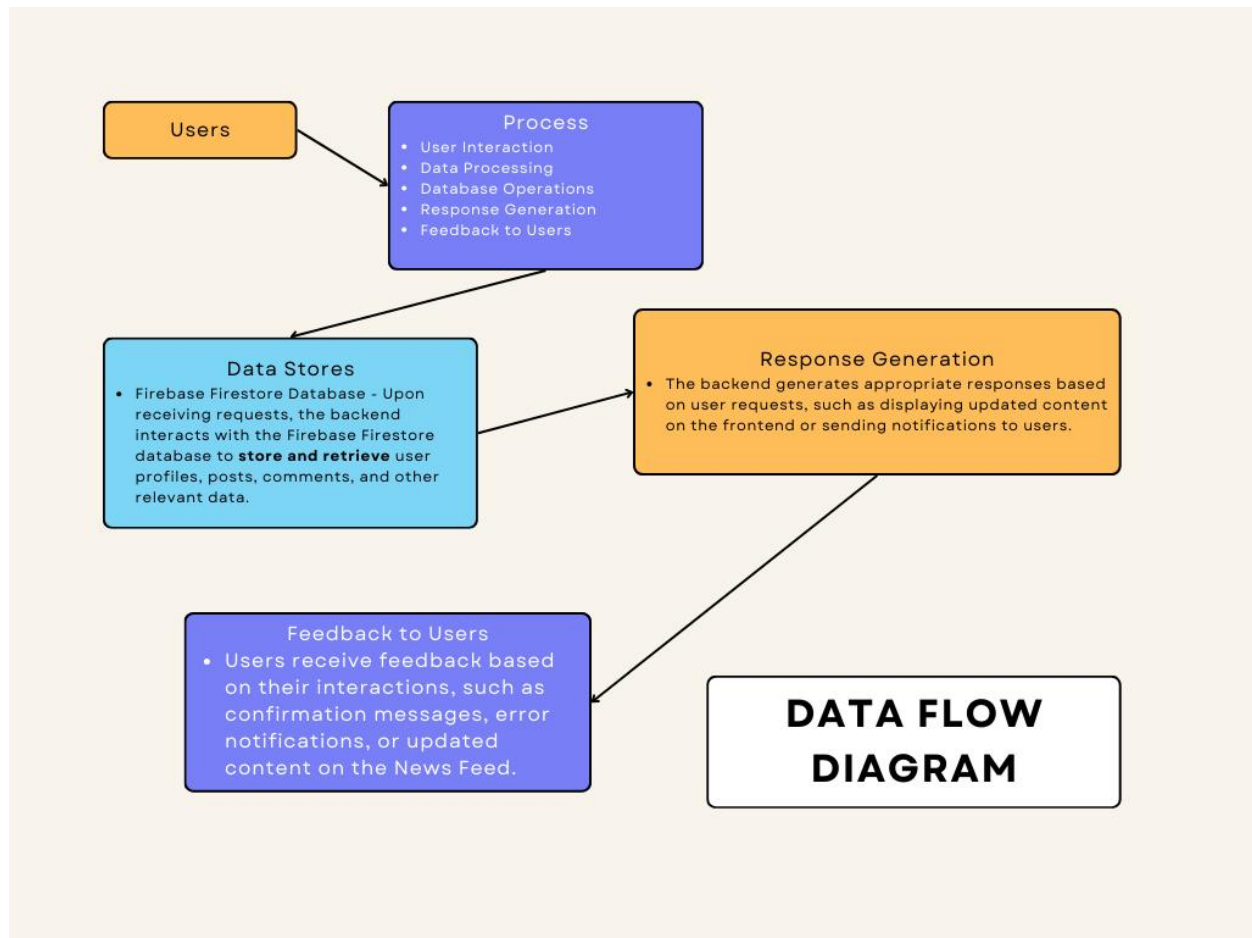 Users
Process
• User Interaction
• Data Processing
• Database Operations
• Response Generation
• Feedback to Users
Data Stores
• Firebase Firestore Database - Upon
receiving requests, the backend
interacts with the Firebase Firestore
database to store and retrieve user
profiles, posts, comments, and other
relevant data.
Response Generation
• The backend generates appropriate responses based
on user requests, such as displaying updated content
on the frontend or sending notifications to users.
Feedback to Users
• Users receive feedback based
on their interactions, such as
confirmation messages, error
notifications, or updated
content on the News Feed.
DATA FLOW
DIAGRAM